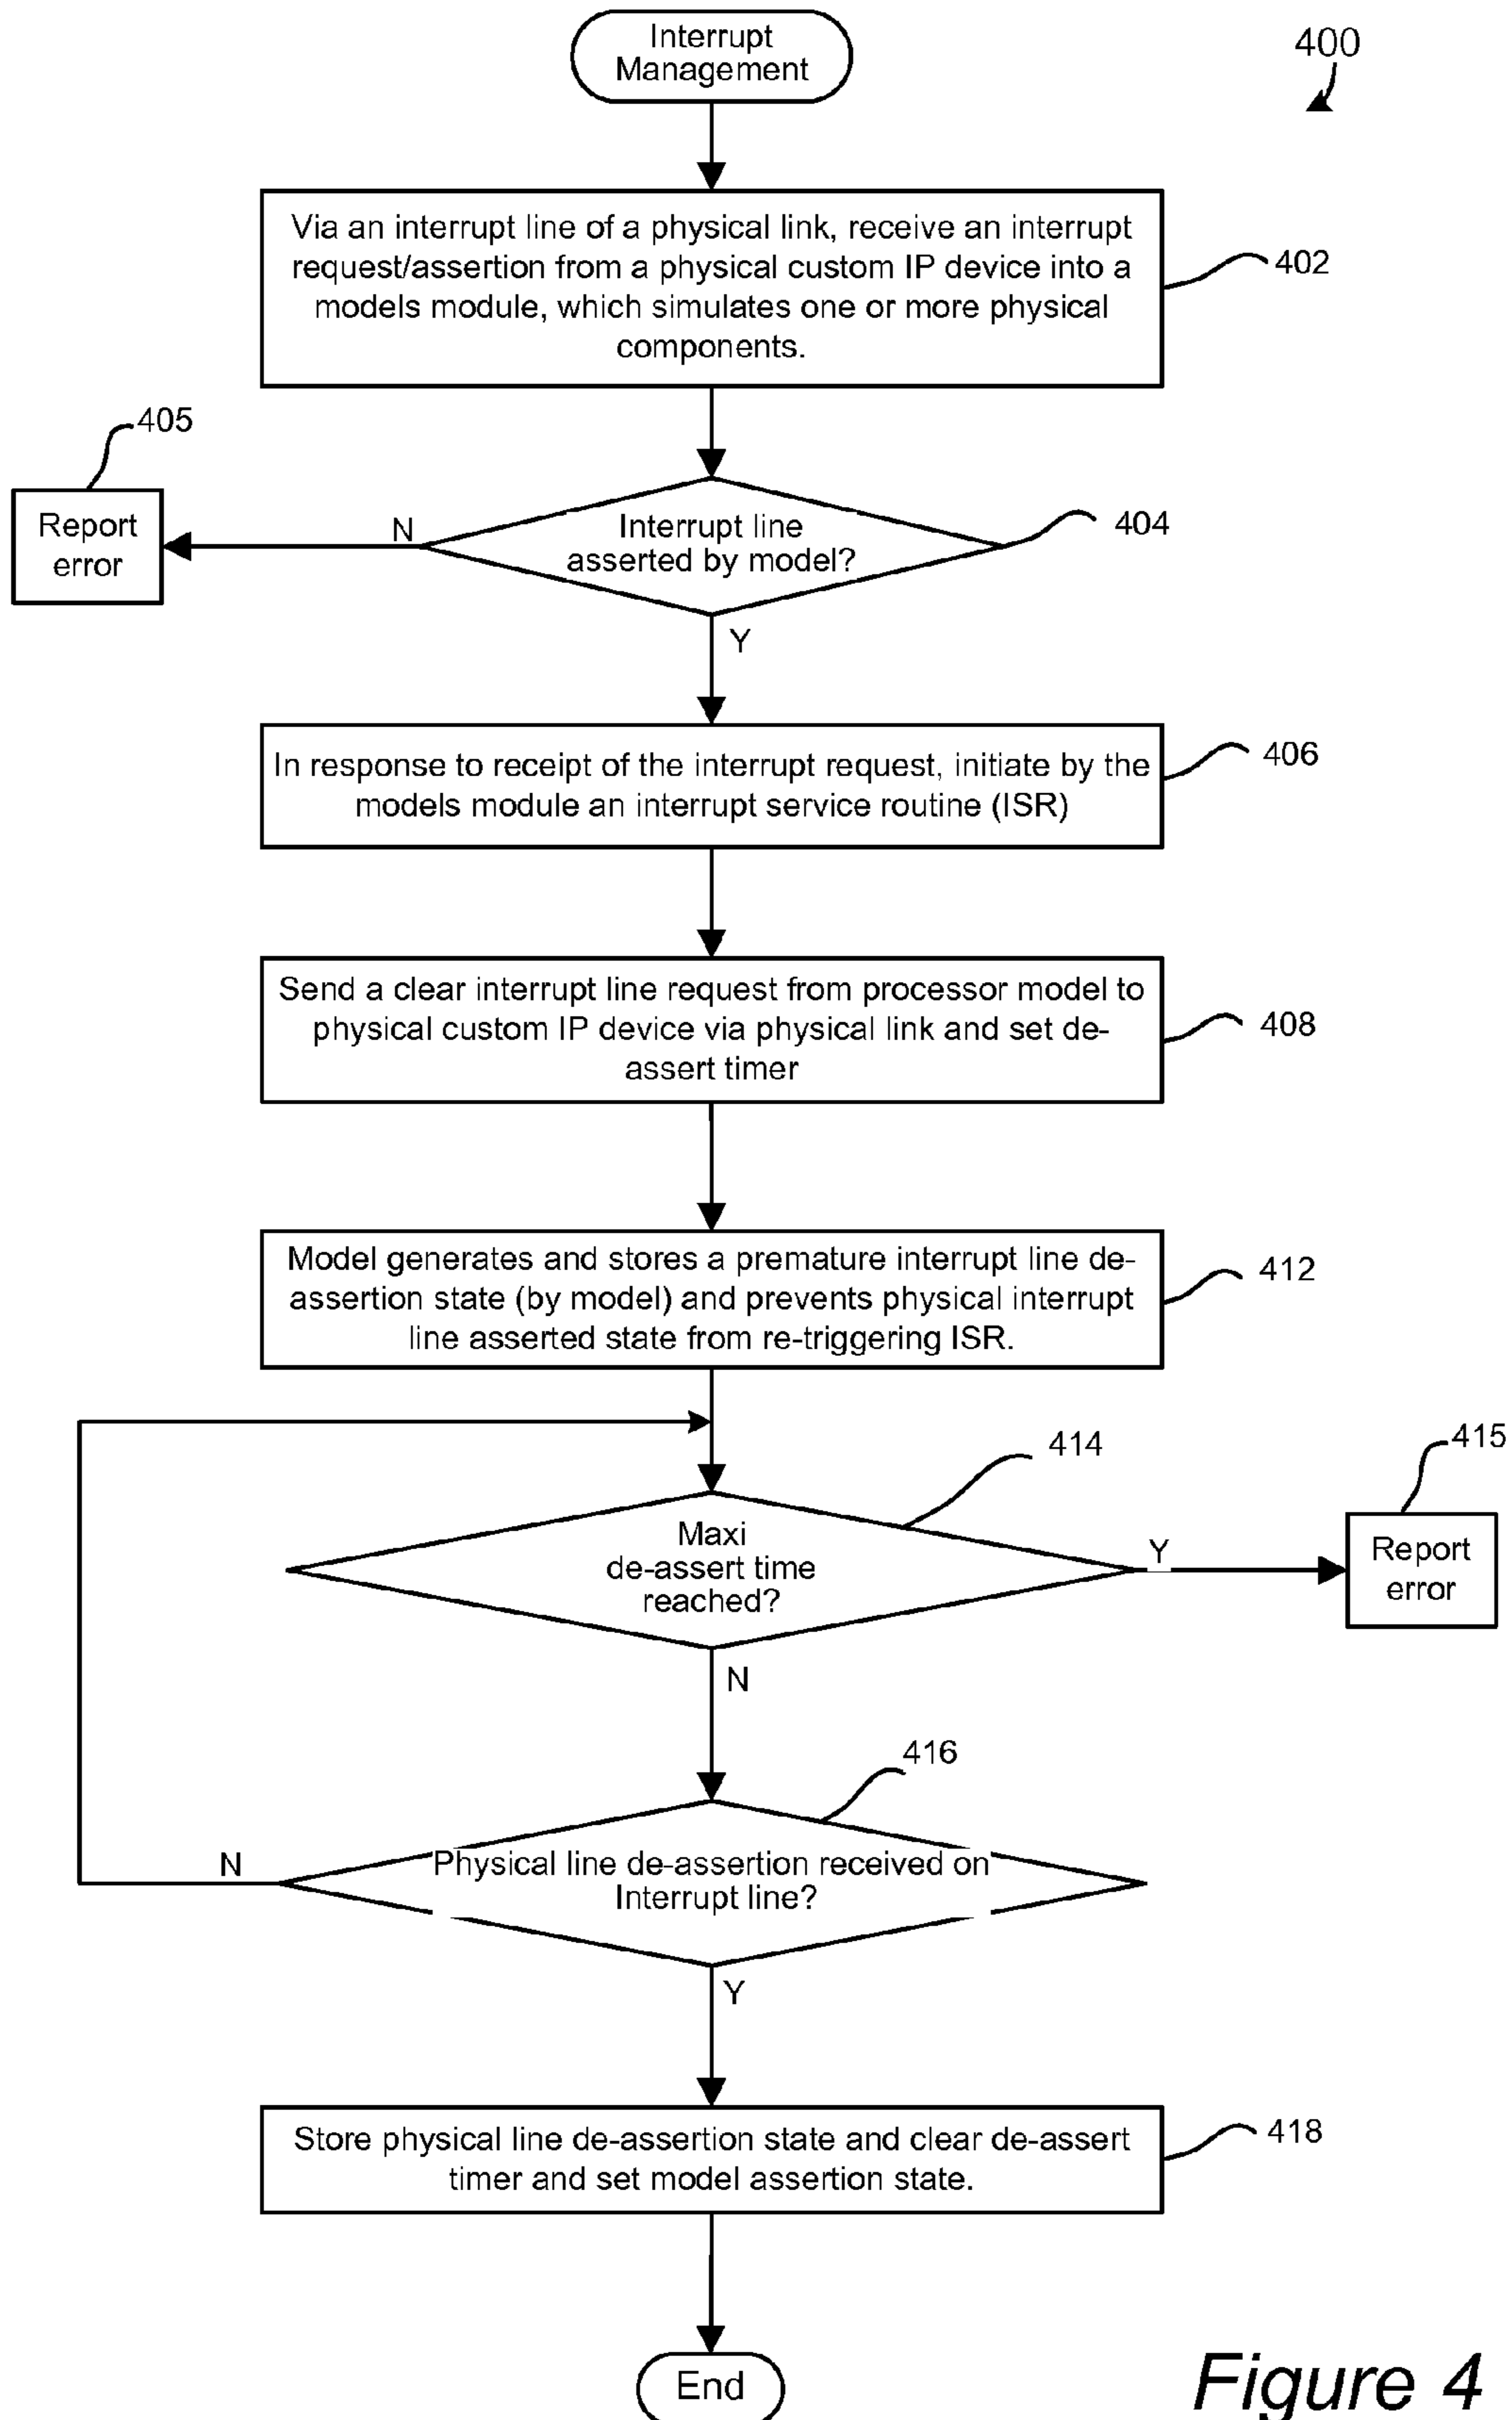 Interrupt
Management
400
Via an interrupt line of a physical link, receive an interrupt
request/assertion from a physical custom IP device into a
models module, which simulates one or more physical
components.
402
405
Report
error
N
Interrupt line
asserted by model?
404
Y
In response to receipt of the interrupt request, initiate by the
models module an interrupt service routine (ISR)
406
Send a clear interrupt line request from processor model to
physical custom IP device via physical link and set de-
assert timer
408
Model generates and stores a premature interrupt line de-
assertion state (by model) and prevents physical interrupt
line asserted state from re-triggering ISR.
412
414
415
Maxi
de-assert time
reached?
Y
Report
error
N
416
N
Physical line de-assertion received on
Interrupt line?
Y
Store physical line de-assertion state and clear de-assert
timer and set model assertion state.
418
End
Figure 4